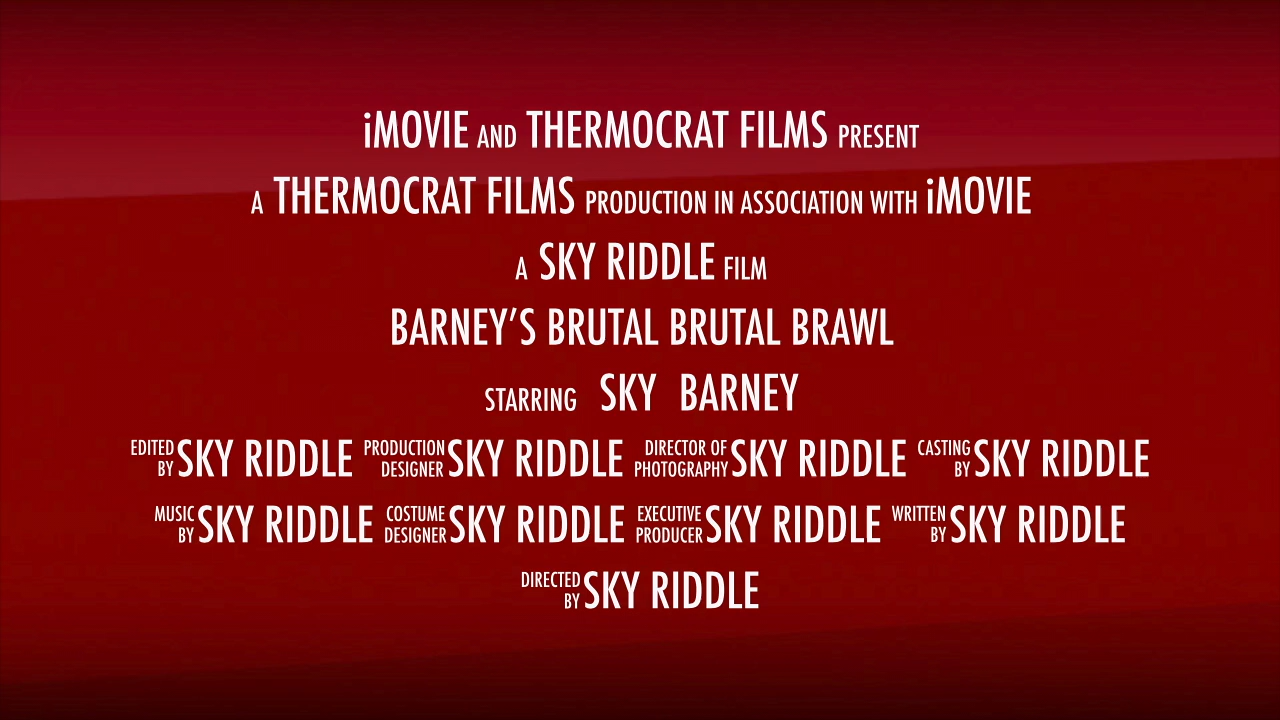 iMOVIE AND THERMOCRAT FILMS PRESENT
A THERMOCRAT FILMS PRODUCTION IN ASSOCIATION WITH iMOVIE
A SKY RIDDLE FILM
BARNEY'S BRUTAL BRUTAL BRAWL
STARRING SKY BARNEY
EDITED BY SKY RIDDLE PRODUCTION DESIGNER SKY RIDDLE DIRECTOR OF PHOTOGRAPHY SKY RIDDLE CASTING BY SKY RIDDLE
MUSIC BY SKY RIDDLE COSTUME DESIGNER SKY RIDDLE EXECUTIVE PRODUCER SKY RIDDLE WRITTEN BY SKY RIDDLE
DIRECTED BY SKY RIDDLE